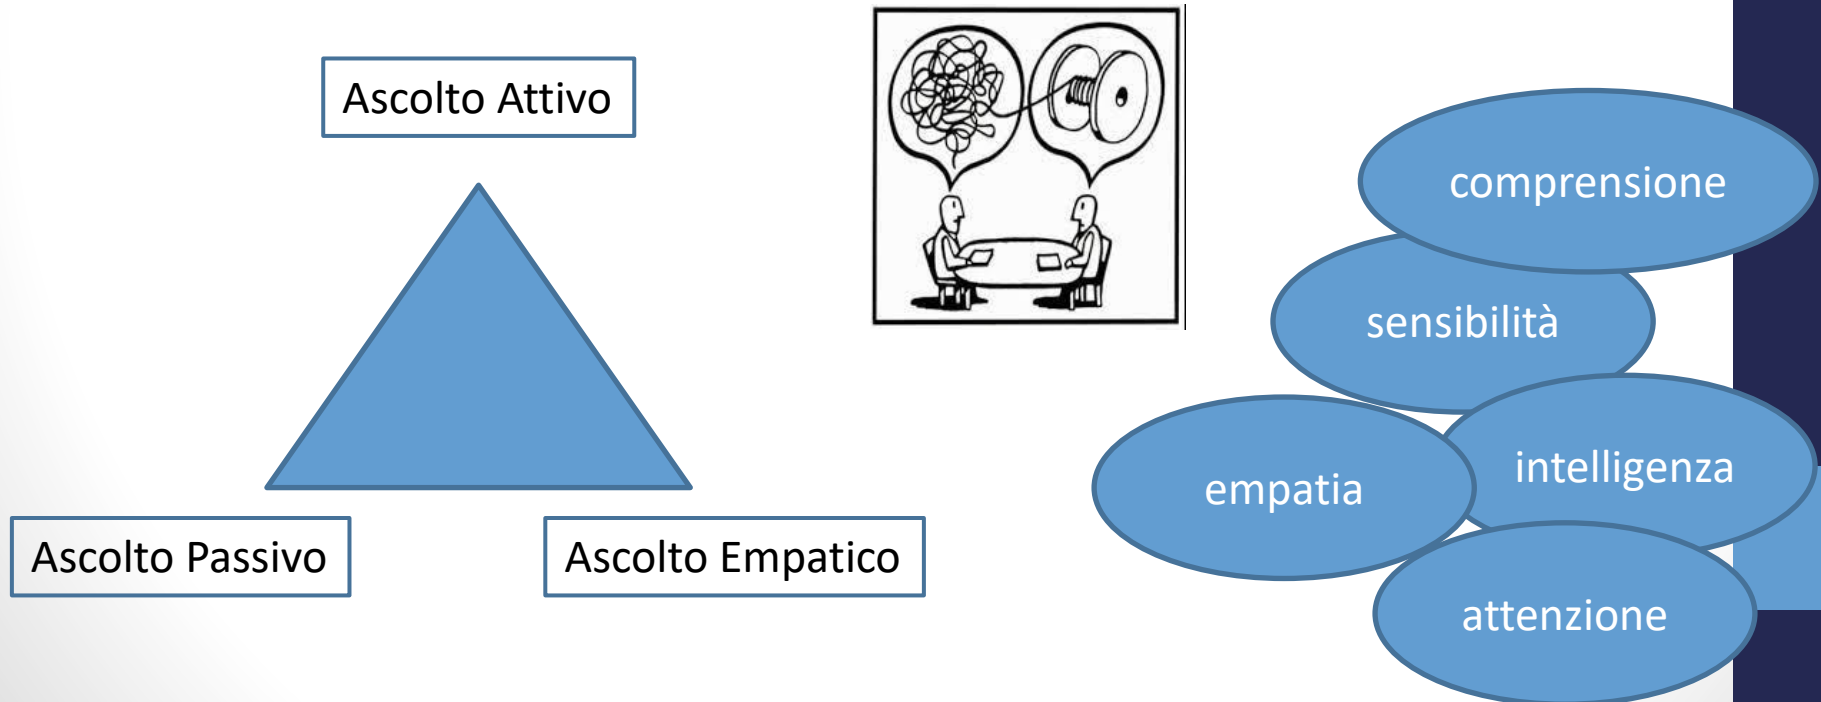 Ascolto Attivo
Ascolto Passivo
Ascolto Empatico
comprensione
sensibilità
intelligenza
empatia
attenzione